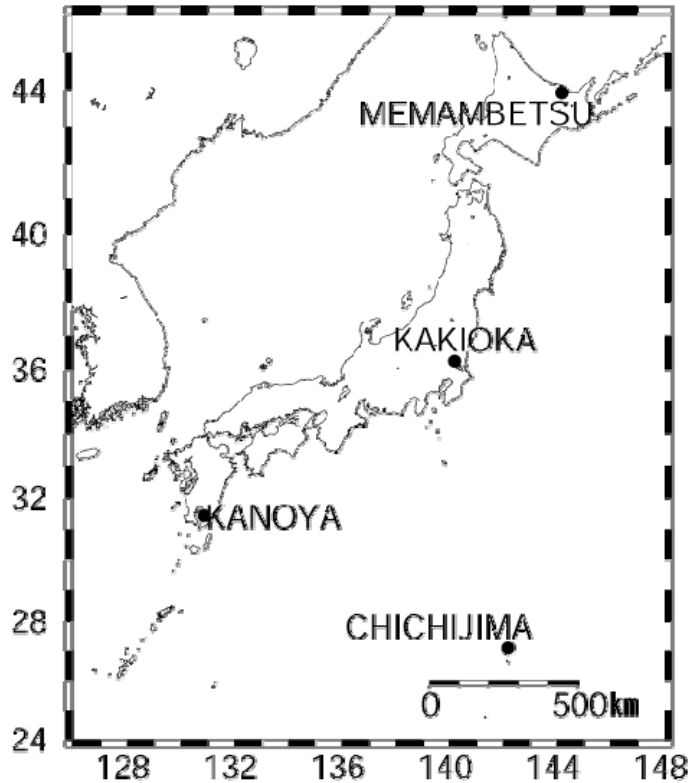 44
MEMAMBETSU
40
KAKIOKA
36
32
KANOYA
28
CHICHIJIMA
0 500km
24
128 132 136 140 144 148